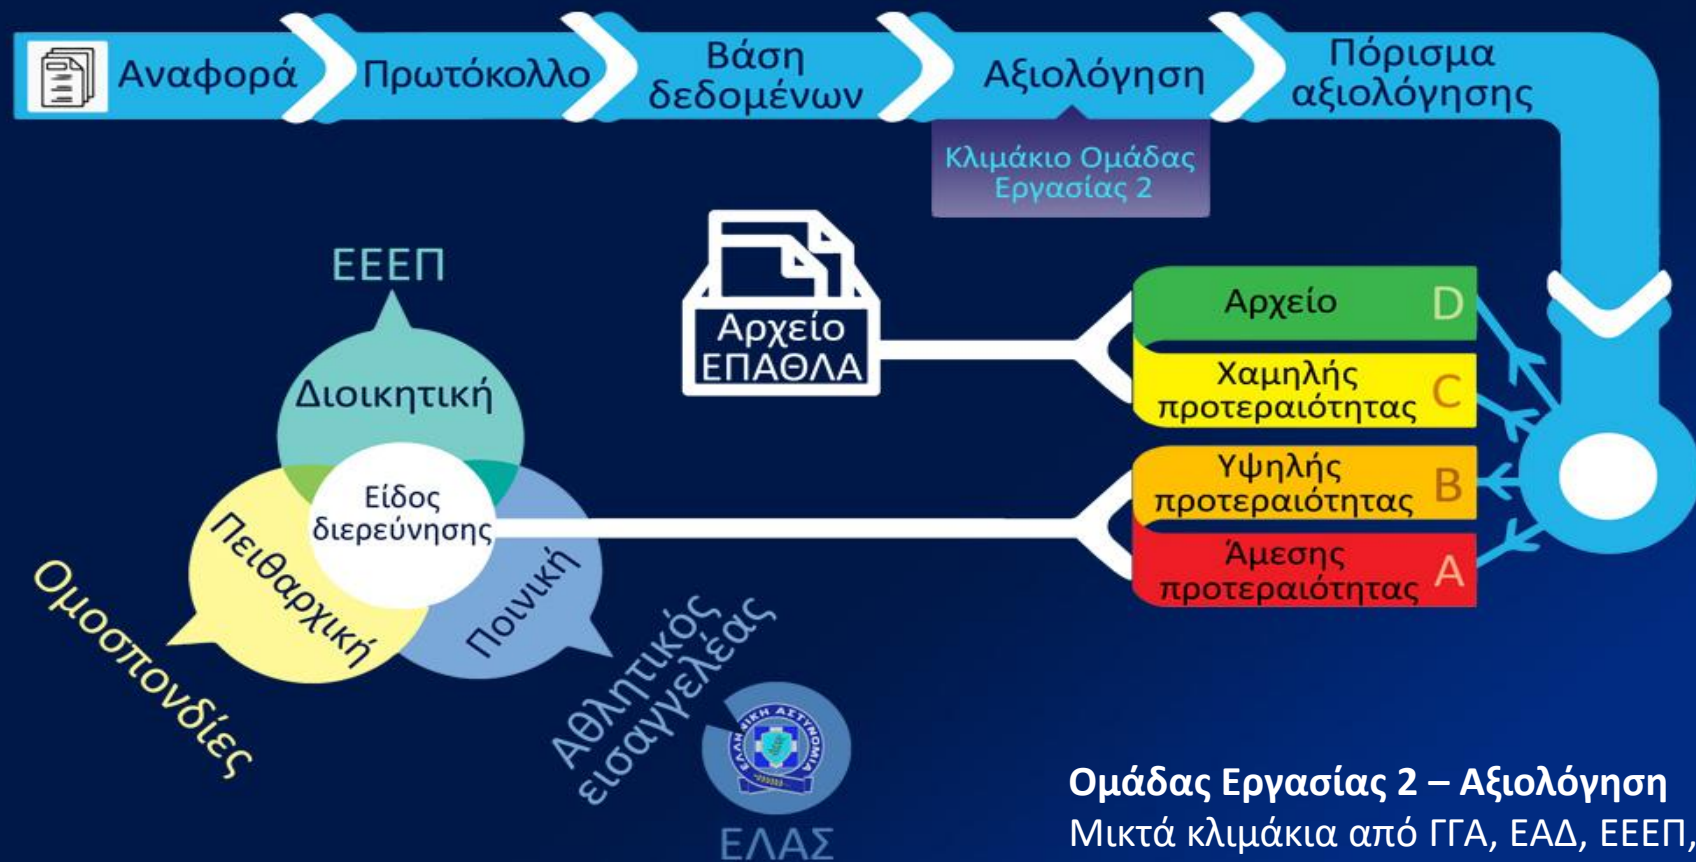 Αναφορά
Πρωτόκολλο
Βάση
δεδομένων
Αξιολόγηση
Πόρισμα
αξιολόγησης
Κλιμάκιο Ομάδας
Εργασίας 2
ΕΕΕΠ
Διοικητική
Είδος
διερεύνησης
Πειθαρχική
Ποινική
Ομοσπονδίες
Αθλητικός
εισαγγελέας
ΕΛΛΗΝΙΚΗ ΑΣΤΥΝΟΜΙΑ
ΕΛΑΣ
Αρχείο
ΕΠΑΘΛΑ
Αρχείο D
Χαμηλής
προτεραιότητας C
Υψηλής
προτεραιότητας B
Άμεσης
προτεραιότητας A
Ομάδας Εργασίας 2 – Αξιολόγηση
Μικτά κλιμάκια από ΓΓΑ, ΕΑΔ, ΕΕΕΠ,